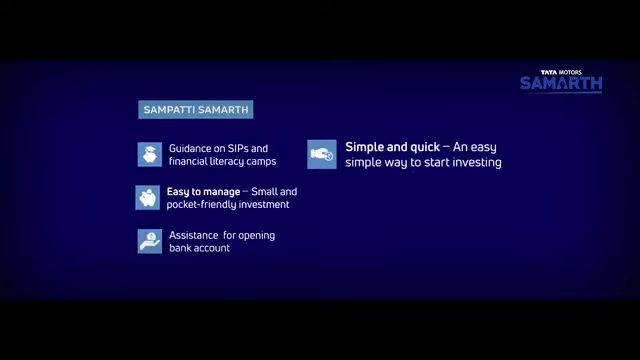 TATA MOTORS
SAMARTH
SAMPATTI SAMARTH
Guidance on SIPs and
financial literacy camps
Easy to manage – Small and
pocket-friendly investment
Assistance for opening
bank account
Simple and quick – An easy
simple way to start investing